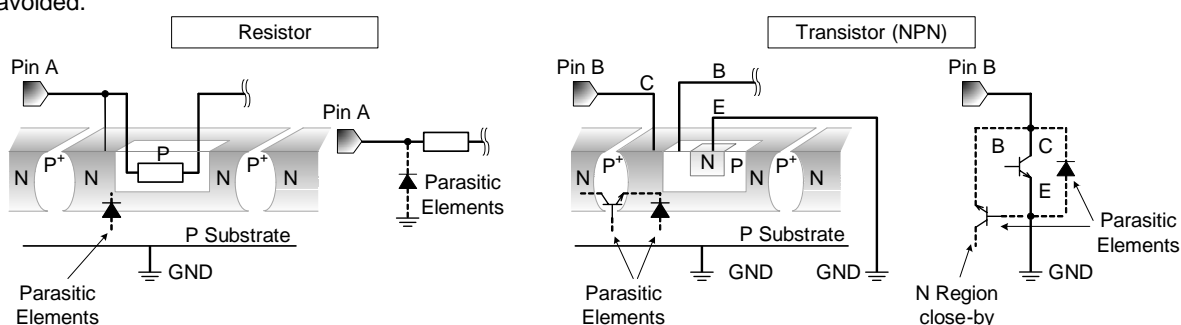 avoided.
Resistor
Transistor (NPN)
Pin A
Pin A
Parasitic
Elements
N
P+
N
P
N
P+
N
P Substrate
GND
Parasitic
Elements
Pin B
C
B
E
N
P+
N
N
P
N
P+
N
P Substrate
GND
GND
Parasitic
Elements
Pin B
B
C
E
Parasitic
Elements
GND
N Region
close-by